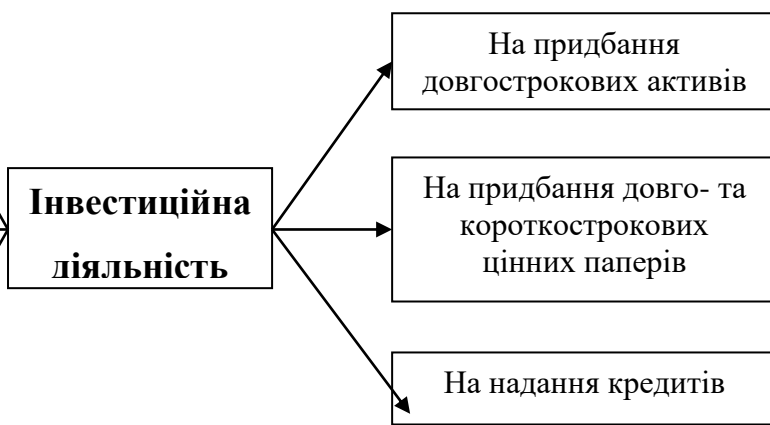 На придбання
довгострокових активів
Інвестиційна
діяльність
На придбання довго- та
короткострокових
цінних паперів
На надання кредитів